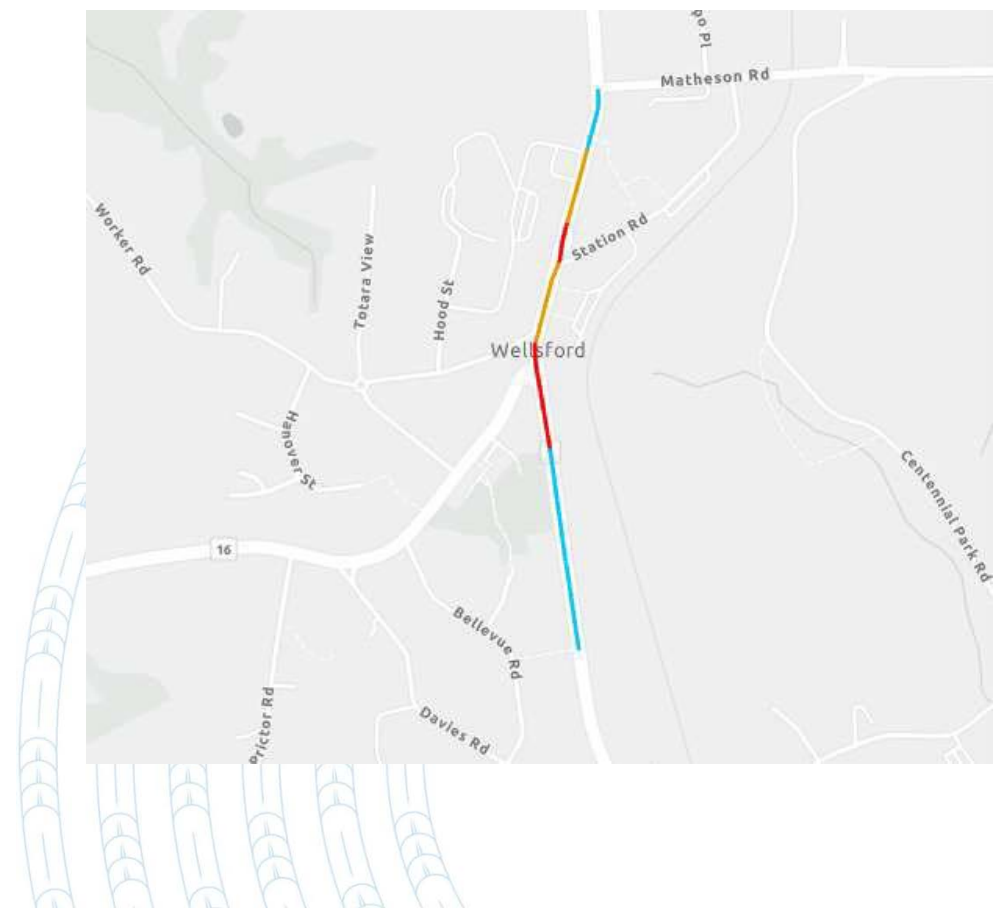 Matheson Rd
Station Rd
Worker Rd
Totara View
Hood St
Wellsford
Hanover St
Centennial Park Rd
16
Bellevue Rd
Davies Rd
Prictor Rd